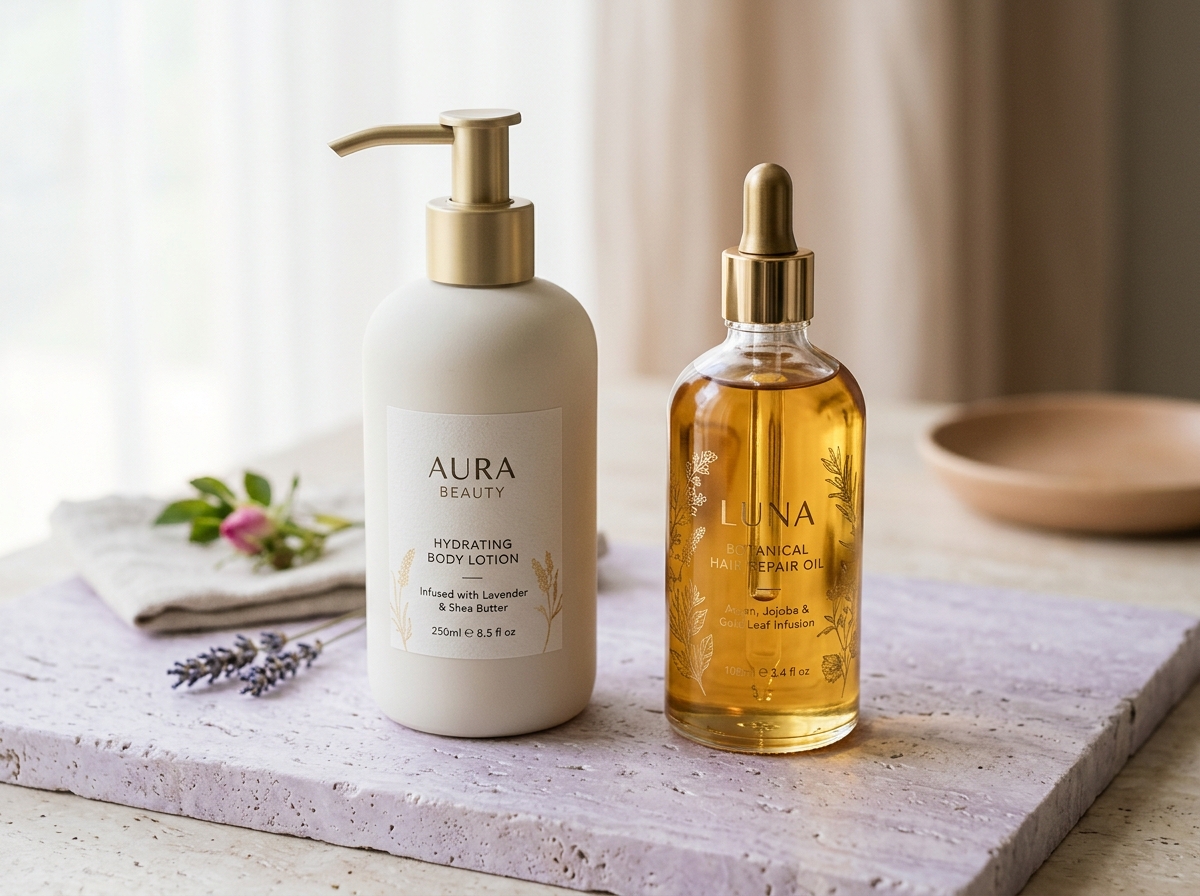 AURA
BEAUTY
HYDRATING
BODY LOTION
Infused with Lavender
& Shea Butter
250ml ℮ 8.5 fl oz
LUNA
BOTANICAL
HAIR REPAIR OIL
Jojoba &
Leaf Infusion
℮ 3.4 fl oz